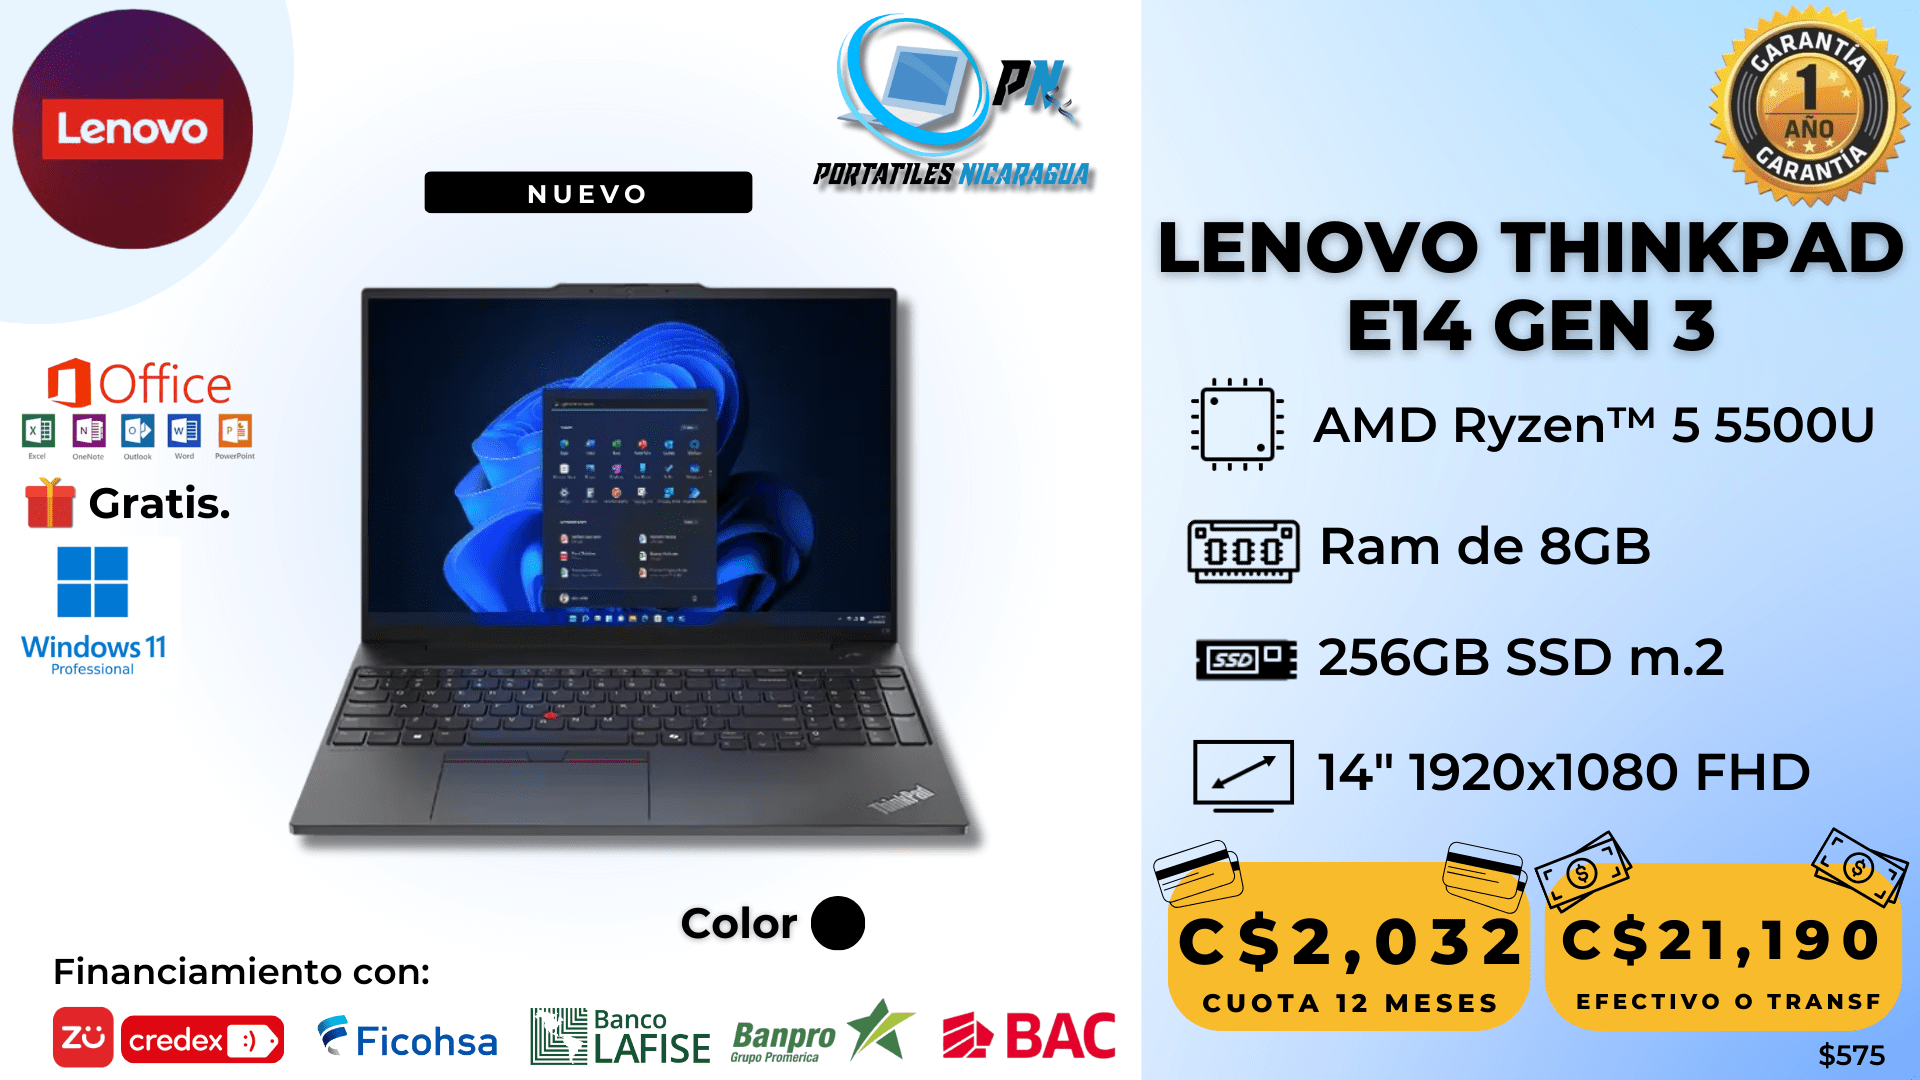 Lenovo
NUEVO
PN
PORTATILES NICARAGUA
GARANTÍA
1
AÑO
GARANTÍA
LENOVO THINKPAD
E14 GEN 3
AMD Ryzen™ 5 5500U
Ram de 8GB
SSD
256GB SSD m.2
14" 1920x1080 FHD
Office
Excel OneNote Outlook Word PowerPoint
Gratis.
Windows 11
Professional
ThinkPad
Color
Financiamiento con:
zü
credex :)
Ficohsa
Banco
LAFISE
Banpro
Grupo Promerica
BAC
C$2,032
CUOTA 12 MESES
C$21,190
EFECTIVO O TRANSF
$575